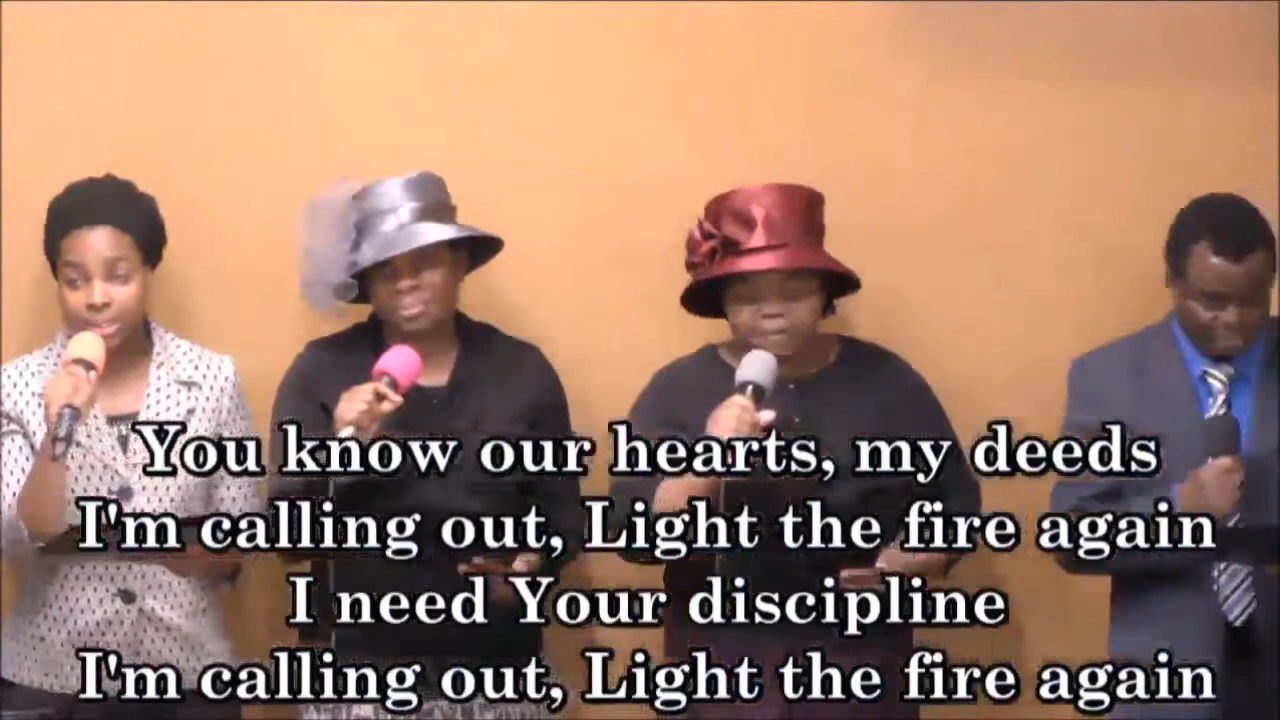 You know our hearts, my deeds
I'm calling out, Light the fire again
I need Your discipline
I'm calling out, Light the fire again